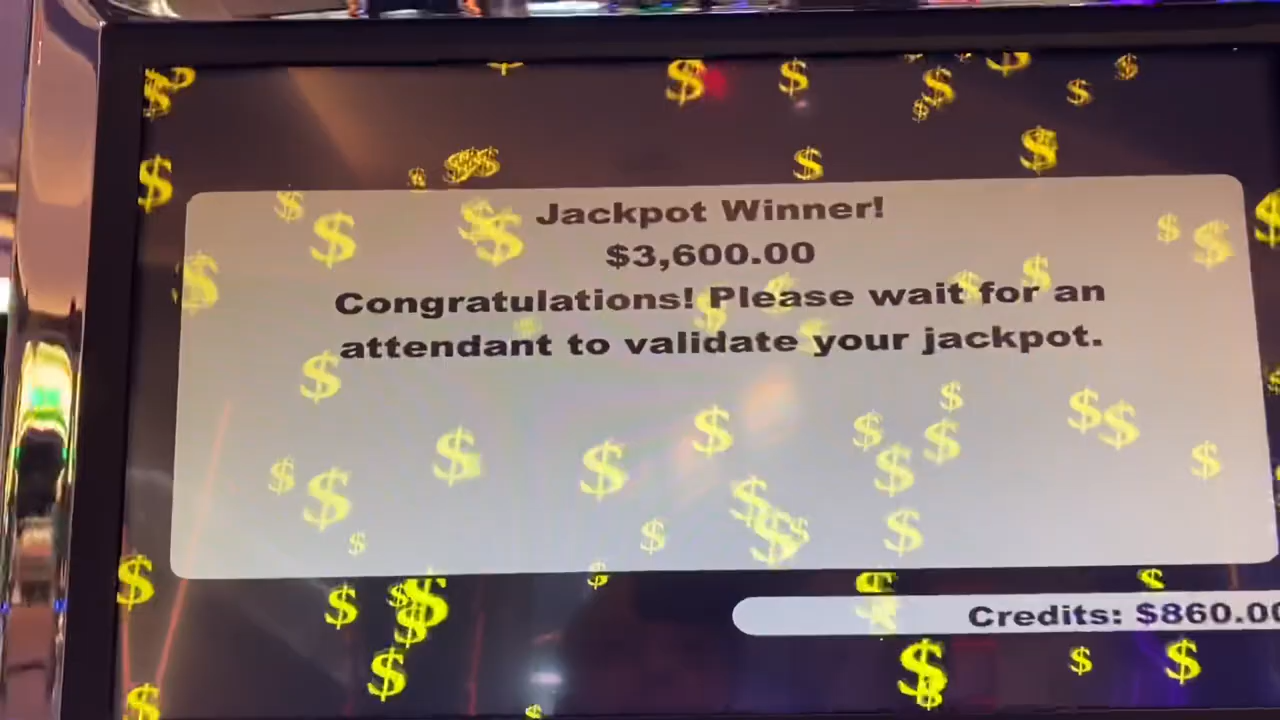 Jackpot Winner!
$3,600.00
Congratulations! Please wait for an
attendant to validate your jackpot.
Credits: $860.00